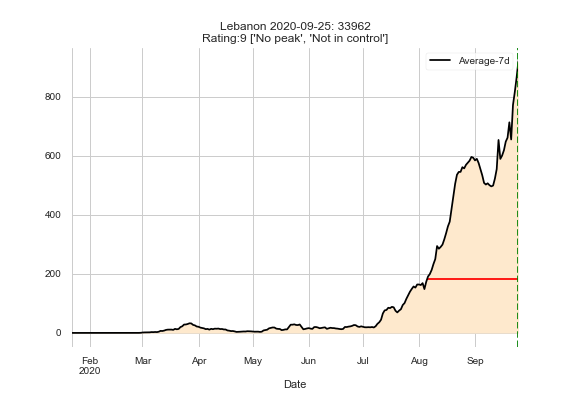 Lebanon 2020-09-25: 33962
Rating:9 ['No peak', 'Not in control']
Average-7d
800
600
400
200
0
Feb Mar Apr May Jun Jul Aug Sep
2020
Date